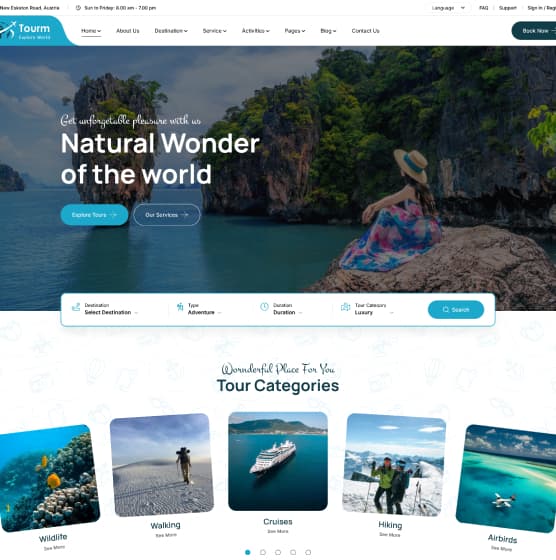 New Eskiston Road, Austria
Sun to Friday: 8.00 am - 7.00 pm
Language
FAQ
Support
Sign In / Regi
Tourm
Explore World
Home
About Us
Destination
Service
Activities
Pages
Blog
Contact Us
Book Now
Get unforgetable pleasure with us
Natural Wonder
of the world
Explore Tours
Our Services
Destination
Select Destination
Type
Adventure
Duration
Duration
Tour Category
Luxury
Search
Wornderful Place For You
Tour Categories
Wildlife
See More
Walking
See More
Cruises
See More
Hiking
See More
Airbirds
See More